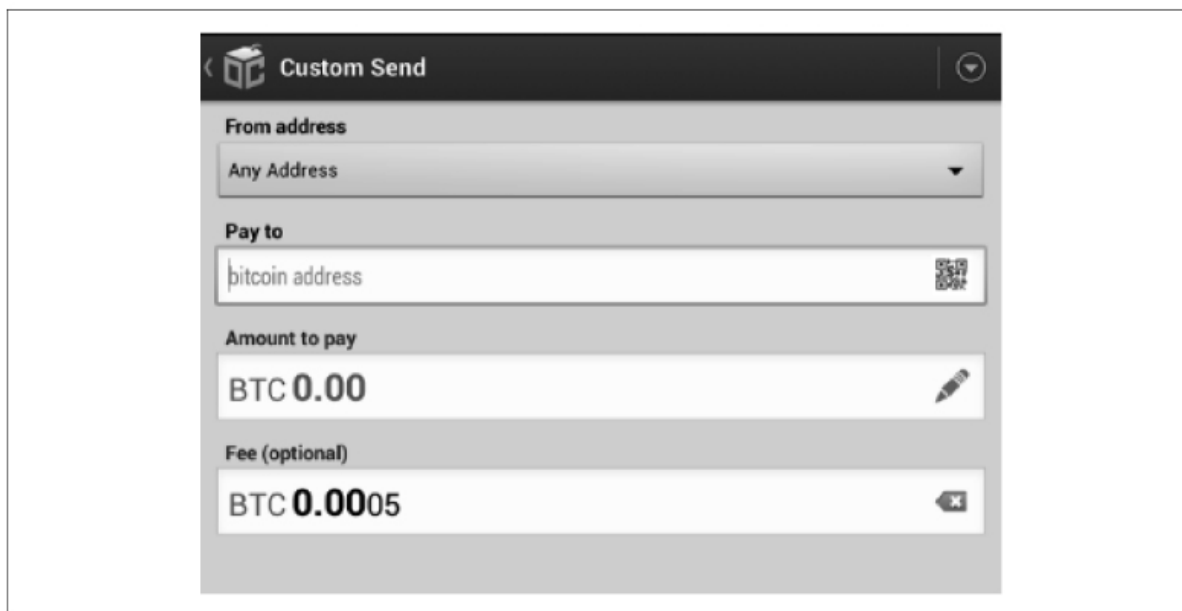 Custom Send
From address
Any Address
Pay to
bitcoin address
Amount to pay
BTC 0.00
Fee (optional)
BTC 0.0005